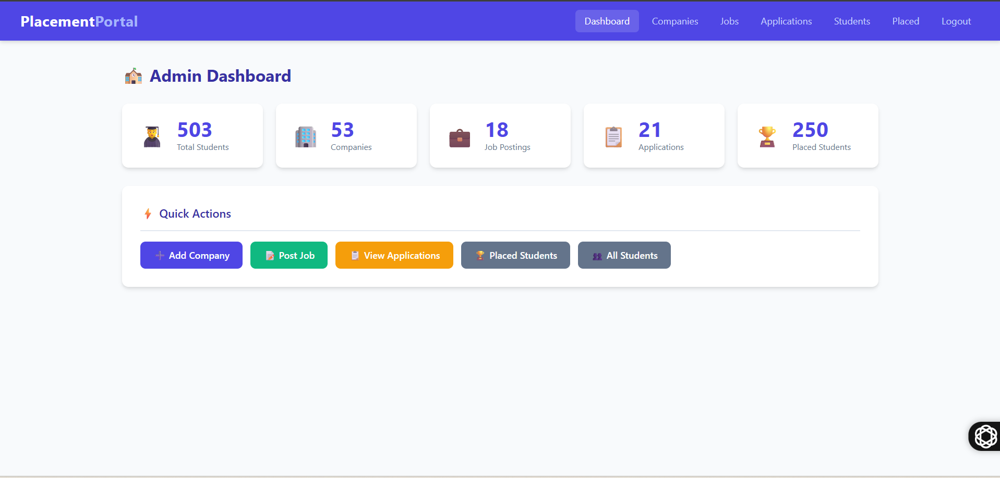 PlacementPortal
Dashboard Companies Jobs Applications Students Placed Logout
Admin Dashboard
503
Total Students
53
Companies
18
Job Postings
21
Applications
250
Placed Students
Quick Actions
Add Company
Post Job
View Applications
Placed Students
All Students